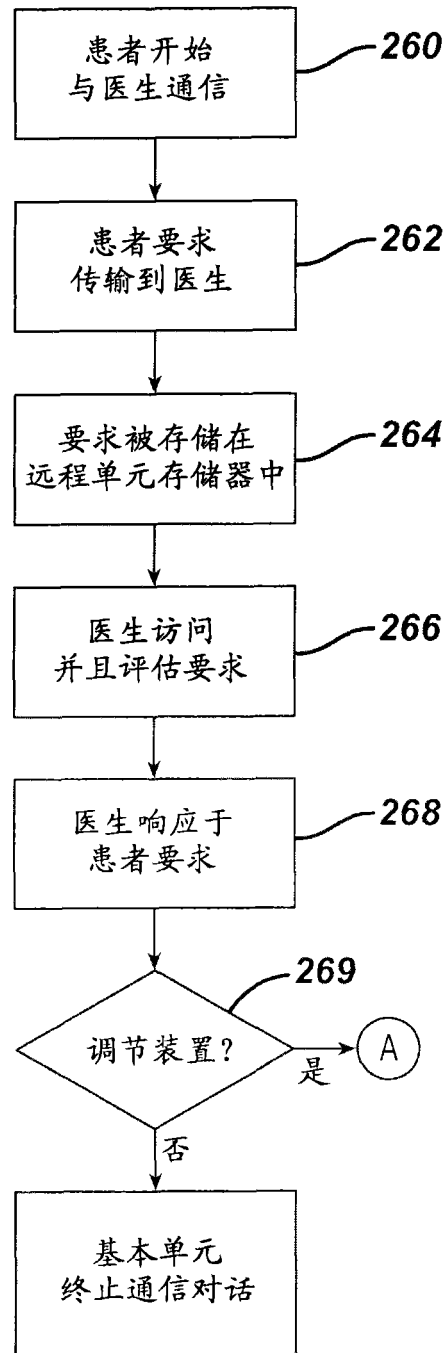 患者开始
与医生通信
260
患者要求
传输到医生
262
要求被存储在
远程单元存储器中
264
医生访问
并且评估要求
266
医生响应于
患者要求
268
269
调节装置?
是
A
否
基本单元
终止通信对话